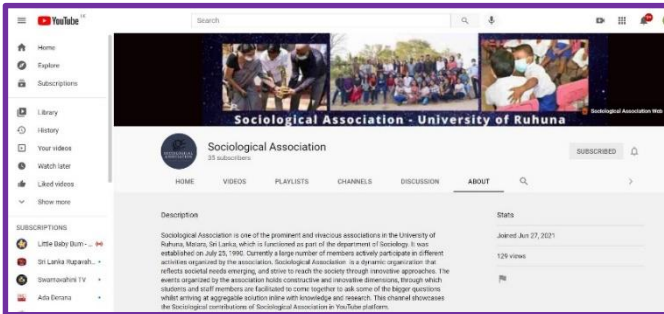 YouTube
Search
Home
Explore
Subscriptions
Library
History
Your videos
Watch later
Liked videos
Show more
SUBSCRIPTIONS
Little Baby Bum - ...
Sri Lanka Rupavah...
Swarnavahini TV
Ada Derana
Sociological Association - University of Ruhuna
Sociological Association Web
Sociological Association
35 subscribers
SUBSCRIBED
HOME VIDEOS PLAYLISTS CHANNELS DISCUSSION ABOUT
Description
Sociological Association is one of the prominent and vivacious associations in the University of
Ruhuna, Matara, Sri Lanka, which is functioned as part of the department of Sociology. It was
established on July 25, 1990. Currently a large number of members actively participate in different
activities organized by the association. Sociological Association is a dynamic organization that
reflects societal needs emerging, and strive to reach the society through innovative approaches. The
events organized by the association holds constructive and innovative dimensions, through which
students and staff members are facilitated to come together to ask some of the bigger questions
whilst arriving at aggregable solution inline with knowledge and research. This channel showcases
the Sociological contributions of Sociological Association in YouTube platform.
Stats
Joined Jun 27, 2021
129 views